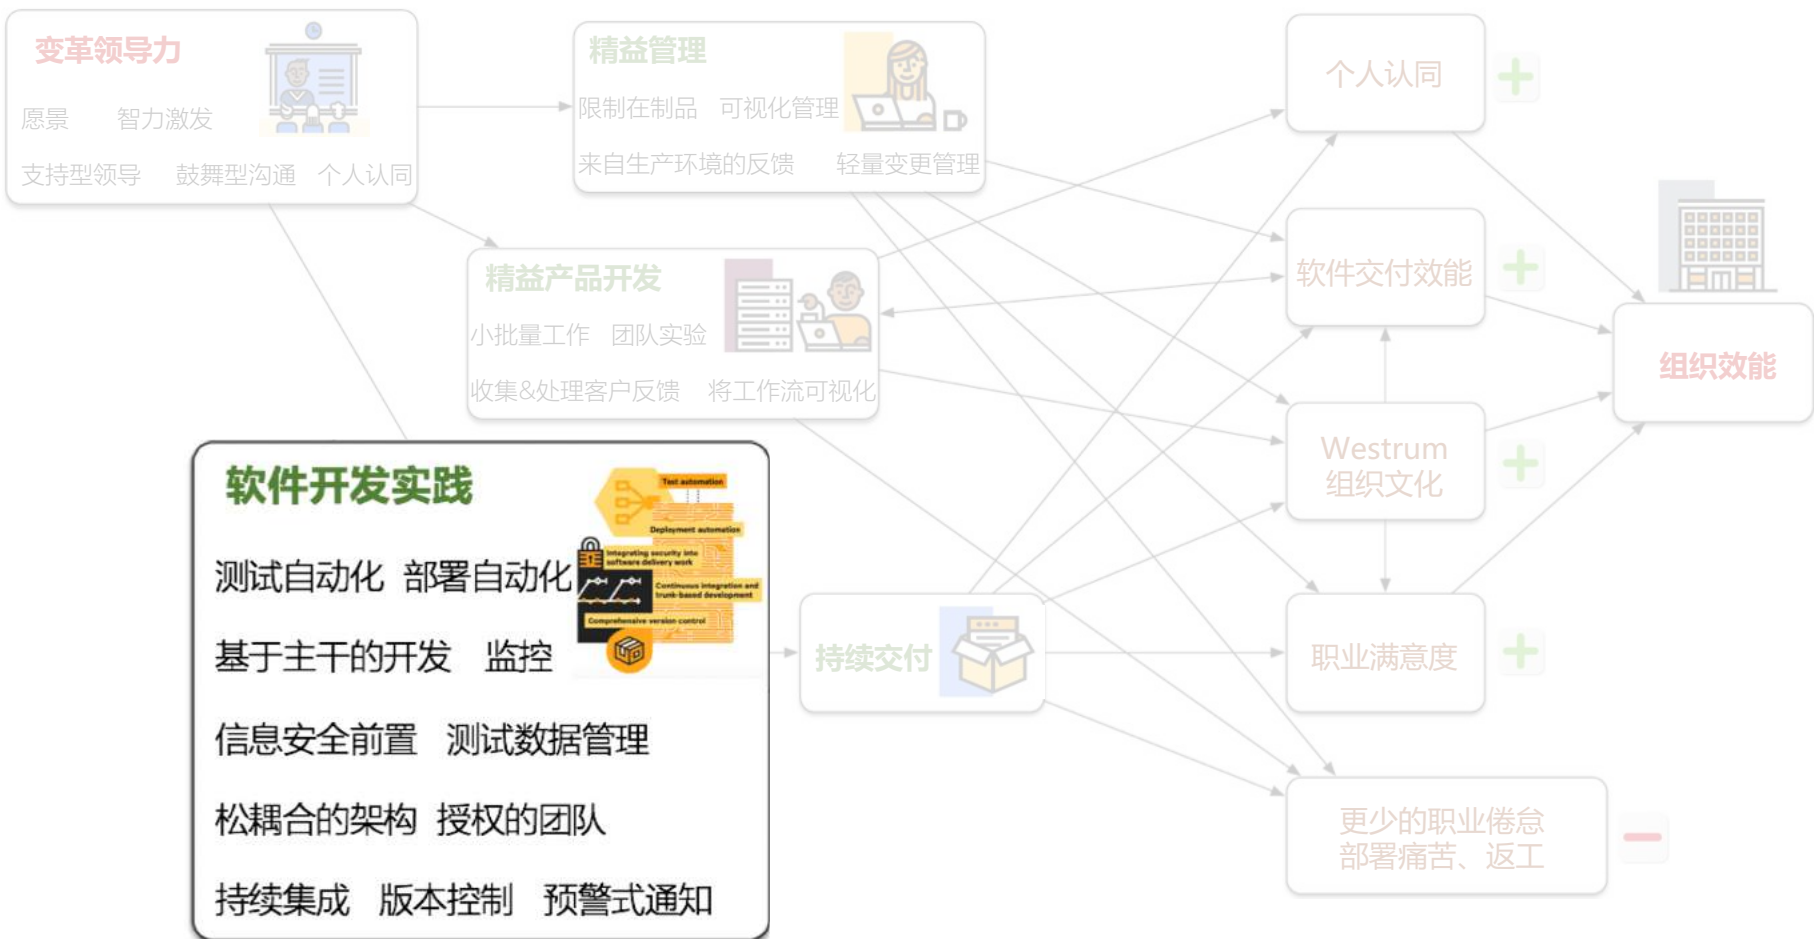 变革领导力
愿景 智力激发
支持型领导 鼓舞型沟通 个人认同
精益管理
限制在制品 可视化管理
来自生产环境的反馈 轻量变更管理
精益产品开发
小批量工作 团队实验
收集&处理客户反馈 将工作流可视化
软件开发实践
Test automation
Deployment automation
Integrating security into
software delivery work
Continuous integration and
trunk-based development
Comprehensive version control
测试自动化 部署自动化
基于主干的开发 监控
信息安全前置 测试数据管理
松耦合的架构 授权的团队
持续集成 版本控制 预警式通知
持续交付
个人认同
软件交付效能
Westrum
组织文化
职业满意度
更少的职业倦怠
部署痛苦、返工
组织效能